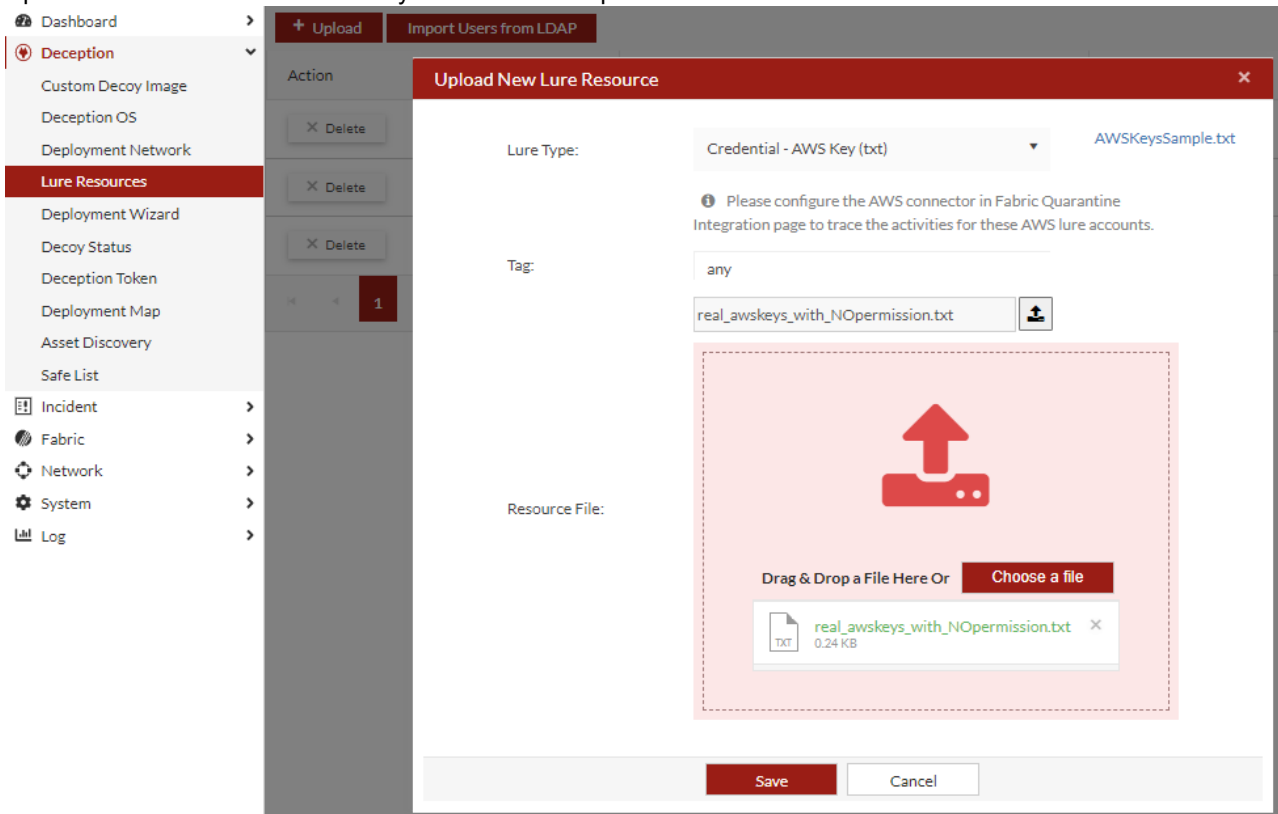 Dashboard
Deception
Custom Decoy Image
Deception OS
Deployment Network
Lure Resources
Deployment Wizard
Decoy Status
Deception Token
Deployment Map
Asset Discovery
Safe List
Incident
Fabric
Network
System
Log
+ Upload
Import Users from LDAP
Action
Delete
Delete
Delete
1
Upload New Lure Resource
Lure Type:
Credential - AWS Key (txt)
AWSKeysSample.txt
Please configure the AWS connector in Fabric Quarantine
Integration page to trace the activities for these AWS lure accounts.
Tag:
any
real_awskeys_with_NOpermission.txt
Resource File:
Drag & Drop a File Here Or
Choose a file
TXT
real_awskeys_with_NOpermission.txt
0.24 KB
Save
Cancel